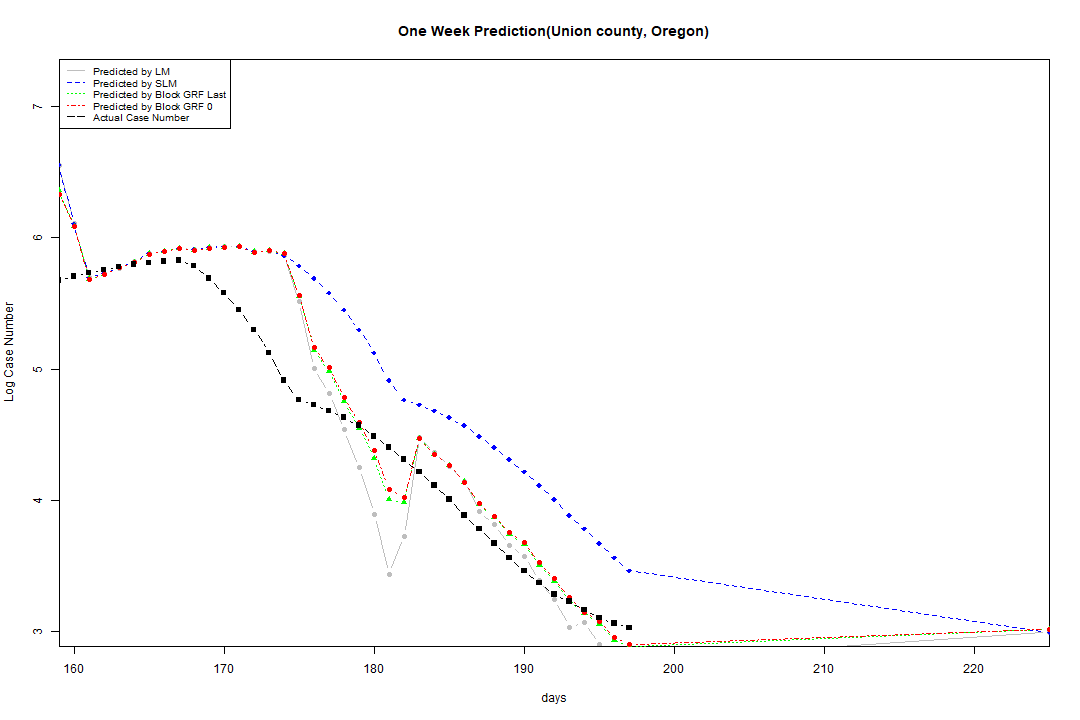 One Week Prediction(Union county, Oregon)
Predicted by LM
Predicted by SLM
Predicted by Block GRF Last
Predicted by Block GRF 0
Actual Case Number
7
6
5
4
3
Log Case Number
160 170 180 190 200 210 220
days